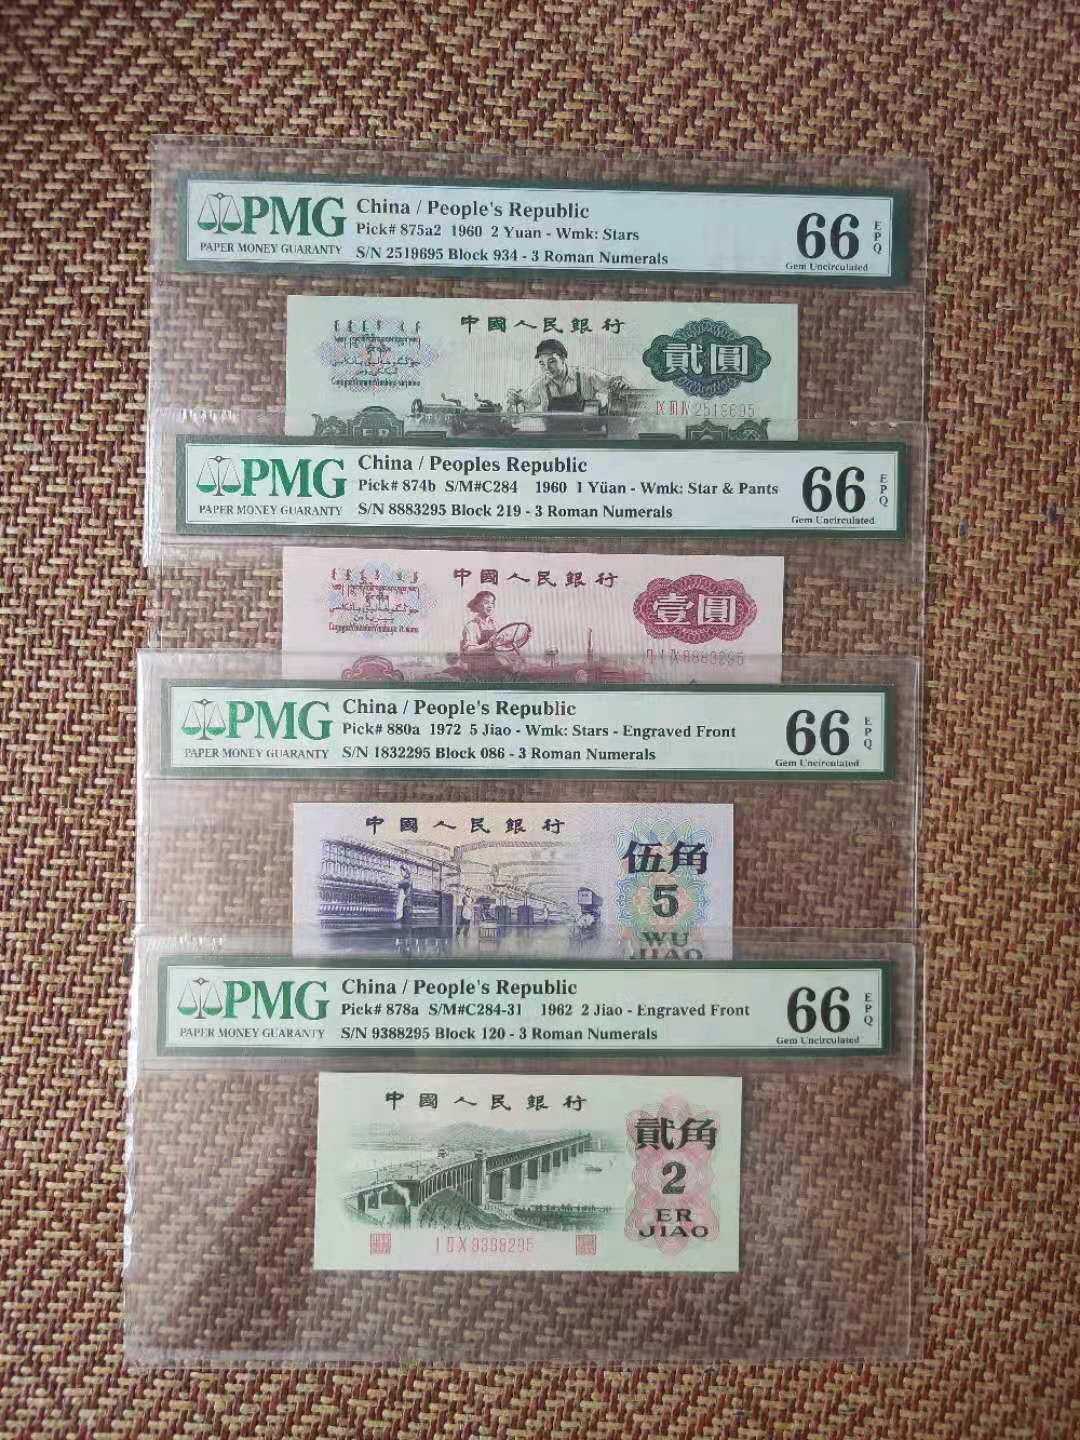 PMG
PAPER MONEY GUARANTY
China / People's Republic
Pick# 875a2 1960 2 Yuan - Wmk: Stars
S/N 2519695 Block 934 - 3 Roman Numerals
66
EPQ
Gem Uncirculated
中國人民銀行
貳圓
2519695
PMG
PAPER MONEY GUARANTY
China / Peoples Republic
Pick# 874b S/M#C284 1960 1 Yüan - Wmk: Star & Pants
S/N 8883295 Block 219 - 3 Roman Numerals
66
EPQ
Gem Uncirculated
中國人民銀行
壹圓
8883295
PMG
PAPER MONEY GUARANTY
China / People's Republic
Pick# 880a 1972 5 Jiao - Wmk: Stars - Engraved Front
S/N 1832295 Block 086 - 3 Roman Numerals
66
EPQ
Gem Uncirculated
中國人民銀行
伍角
5
WU
JIAO
PMG
PAPER MONEY GUARANTY
China / People's Republic
Pick# 878a S/M#C284-31 1962 2 Jiao - Engraved Front
S/N 9388295 Block 120 - 3 Roman Numerals
66
EPQ
Gem Uncirculated
中國人民銀行
貳角
2
ER
JIAO
I II X 9388295